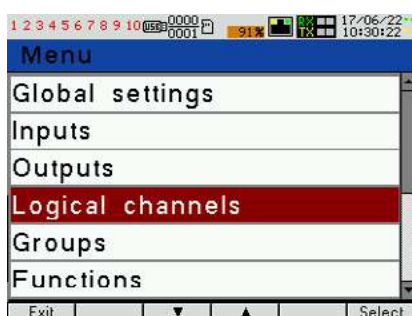 1 2 3 4 5 6 7 8 9 10 USB 0000 0001 91% RX TX 17/06/22 10:30:22
Menu
Global settings
Inputs
Outputs
Logical channels
Groups
Functions
Exit ▼ ▲ Select